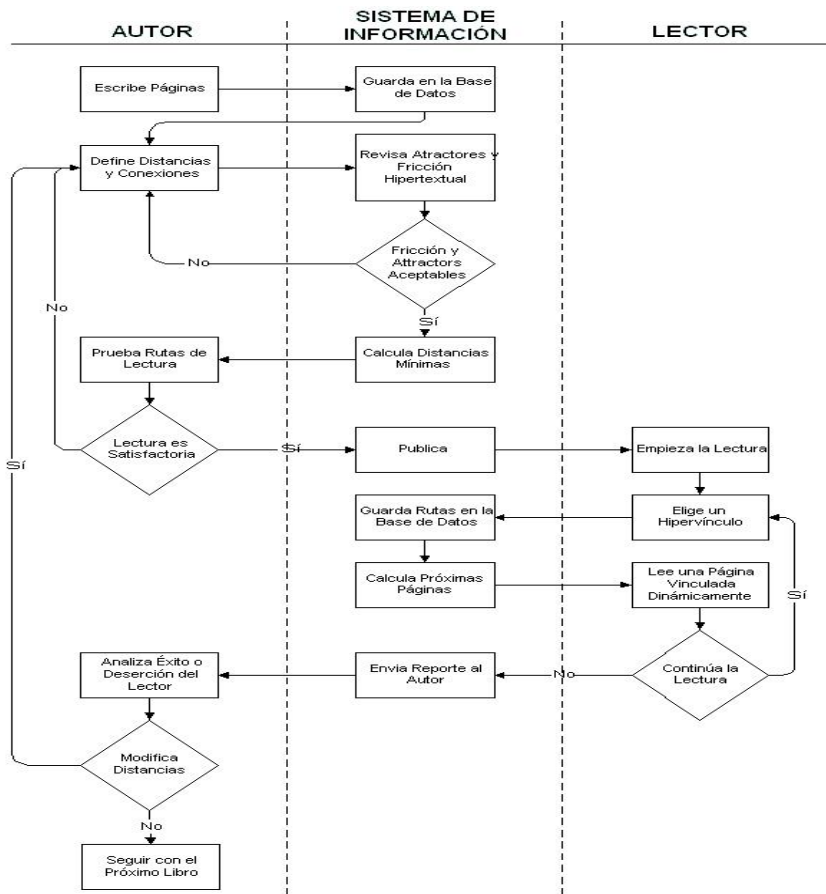 AUTOR
SISTEMA DE
INFORMACIÓN
LECTOR
Escribe Páginas
Guarda en la Base
de Datos
Define Distancias
y Conexiones
Revisa Atractores y
Fricción
Hipertextual
Fricción y
Attractors
Aceptables
No
No
Sí
Prueba Rutas de
Lectura
Calcula Distancias
Mínimas
Lectura es
Satisfactoria
Sí
Publica
Empieza la Lectura
Sí
Guarda Rutas en la
Base de Datos
Elige un
Hipervínculo
Calcula Próximas
Páginas
Lee una Página
Vinculada
Dinámicamente
Sí
Analiza Éxito o
Deserción del
Lector
Envia Reporte al
Autor
No
Continúa la
Lectura
Modifica
Distancias
No
Seguir con el
Próximo Libro